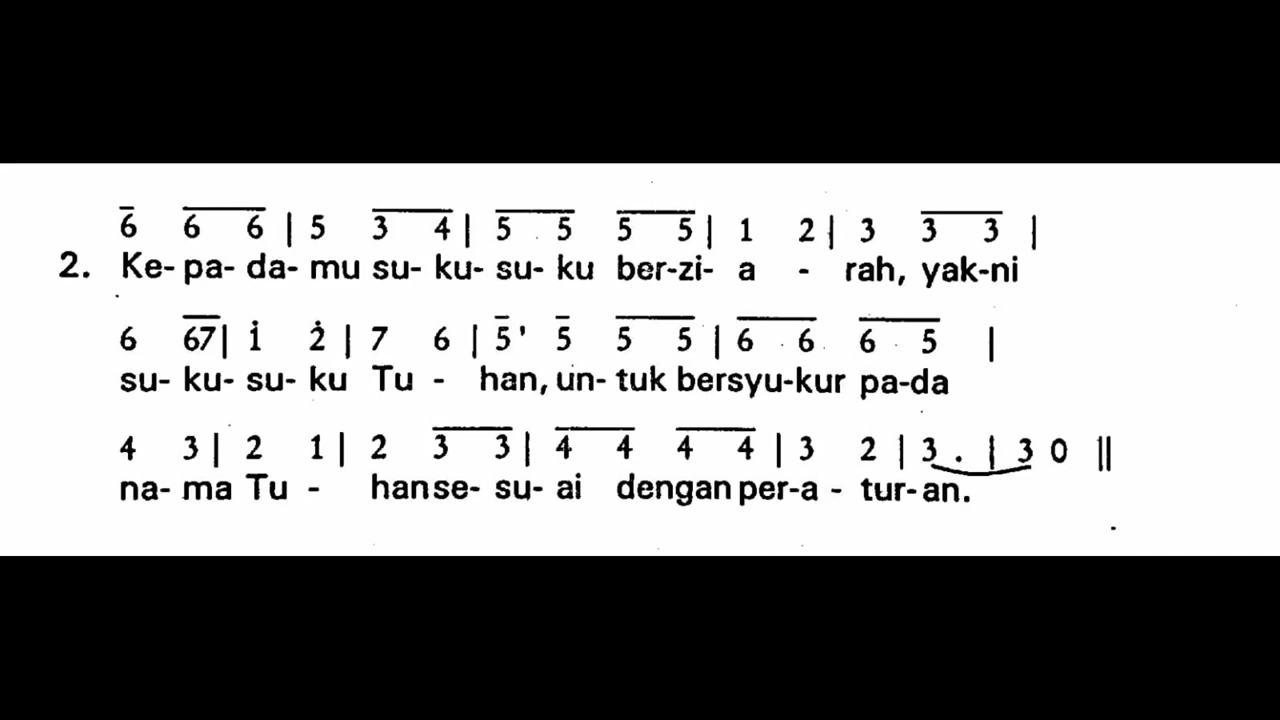 6 6 6 | 5 3 4 | 5 5 5 5 | 1 2 | 3 3 3 |
2. Ke- pa- da- mu su- ku- su- ku ber-zi- a - rah, yak-ni
6 67 | 1̇ 2̇ | 7 6 | 5' 5 5 5 | 6 6 6 5 |
su- ku- su- ku Tu - han, un- tuk bersyu-kur pa-da
4 3 | 2 1 | 2 3 3 | 4 4 4 4 | 3 2 | 3 . | 3 0 ||
na- ma Tu - han se- su- ai dengan per-a - tur-an.